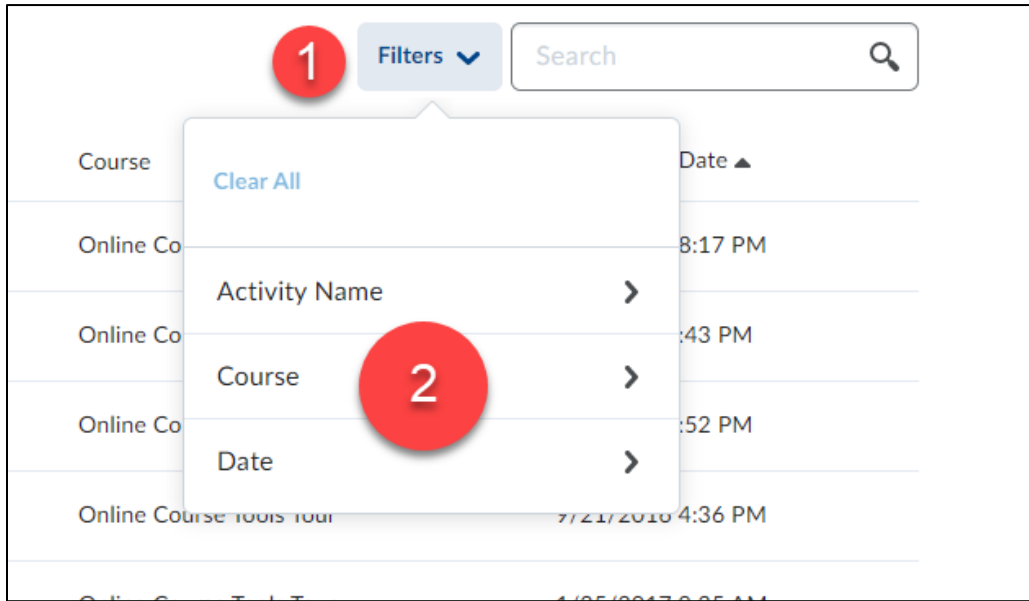 1 Filters Search
Course Date
Clear All
Online Co 8:17 PM
Activity Name
Online Co :43 PM
Course 2
Online Co :52 PM
Date
Online Course Tools Tour 9/21/2016 4:36 PM